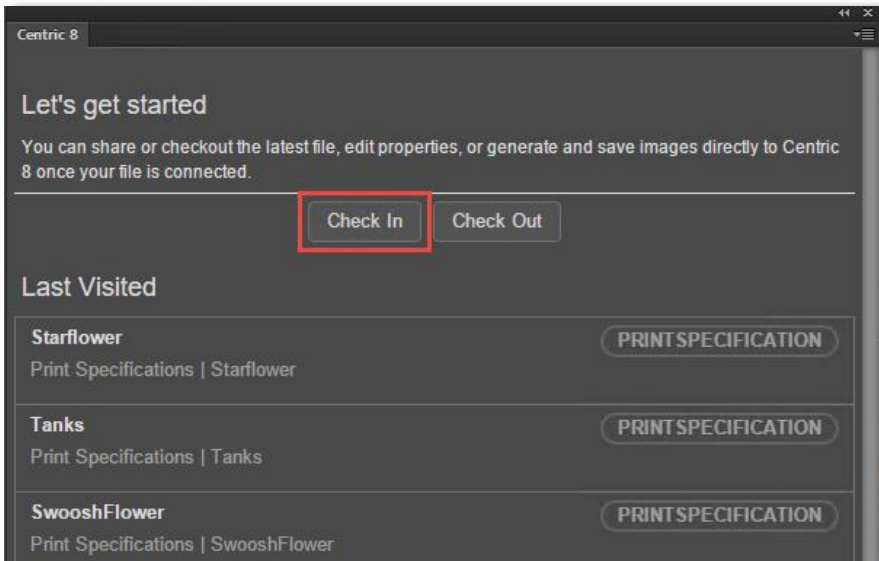 Centric 8
Let's get started
You can share or checkout the latest file, edit properties, or generate and save images directly to Centric
8 once your file is connected.
Check In Check Out
Last Visited
Starflower PRINTSPECIFICATION
Print Specifications | Starflower
Tanks PRINTSPECIFICATION
Print Specifications | Tanks
SwooshFlower PRINTSPECIFICATION
Print Specifications | SwooshFlower